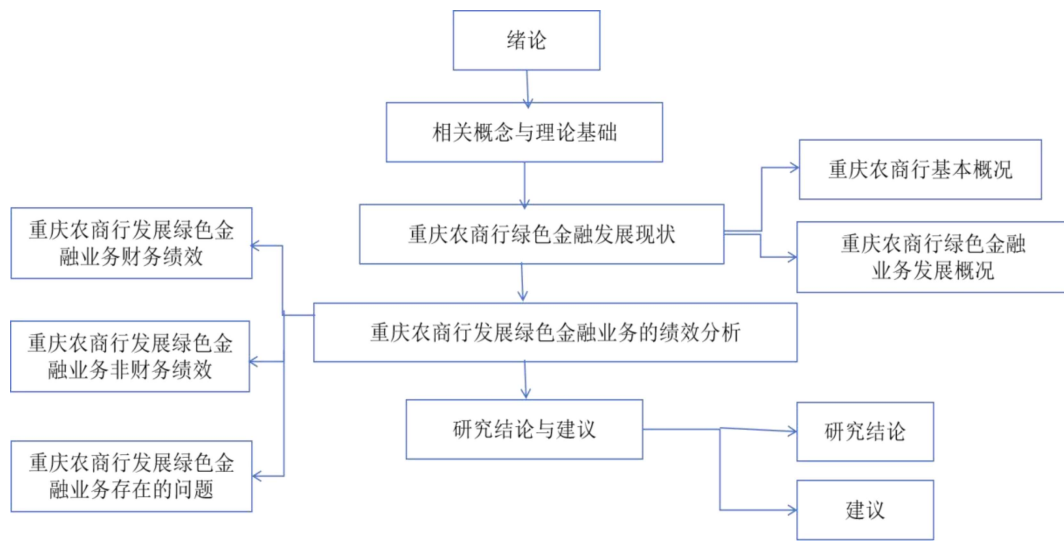 绪论
相关概念与理论基础
重庆农商行基本概况
重庆农商行绿色金融发展现状
重庆农商行绿色金融
业务发展概况
重庆农商行发展绿色金
融业务财务绩效
重庆农商行发展绿色金融业务的绩效分析
重庆农商行发展绿色金
融业务非财务绩效
研究结论与建议
研究结论
重庆农商行发展绿色金
融业务存在的问题
建议